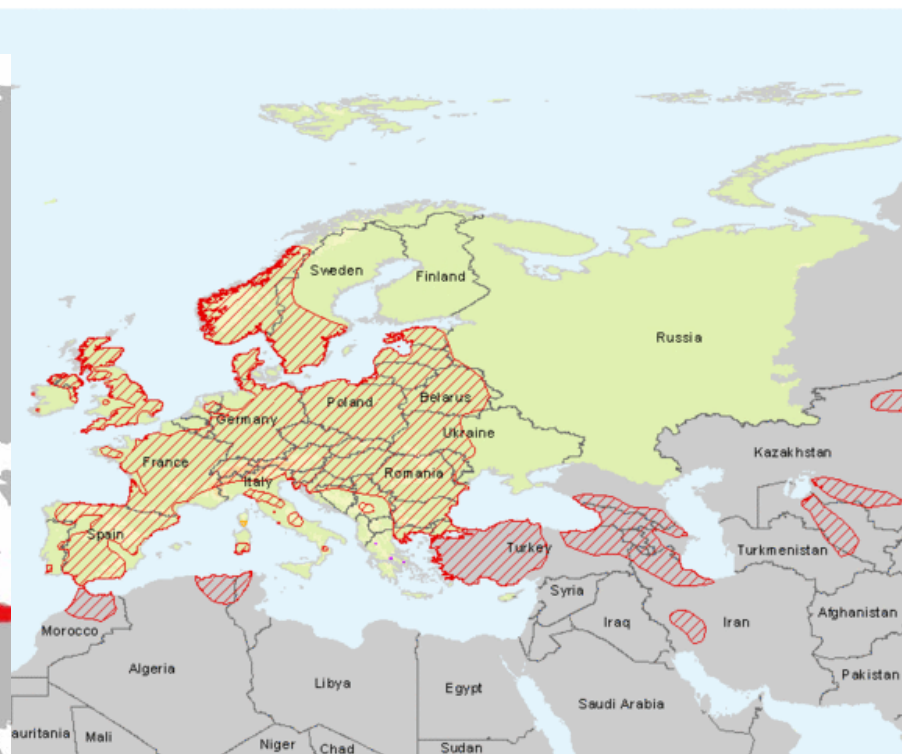 Sweden
Finland
Russia
Belarus
Poland
Germany
Ukraine
Kazakhstan
France
Romania
Italy
Spain
Turkey
Turkmenistan
Syria
Iraq
Iran
Afghanistan
Morocco
Algeria
Pakistan
Libya
Egypt
Saudi Arabia
auritania
Mali
Niger
Chad
Sudan